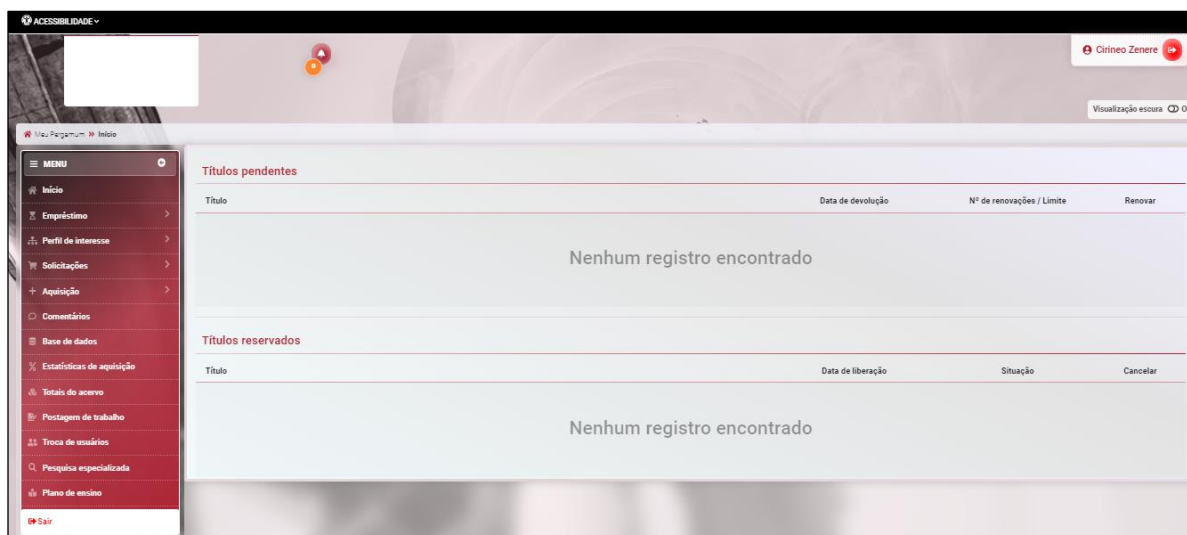 ACESSIBILIDADE
0
Cirineo Zenere
Visualização escura
Meu Pergamum » Início
MENU
Início
Empréstimo
Perfil de interesse
Solicitações
Aquisição
Comentários
Base de dados
Estatísticas de aquisição
Totais do acervo
Postagem de trabalho
Troca de usuários
Pesquisa especializada
Plano de ensino
Sair
Títulos pendentes
Título Data de devolução Nº de renovações / Limite Renovar
Nenhum registro encontrado
Títulos reservados
Título Data de liberação Situação Cancelar
Nenhum registro encontrado